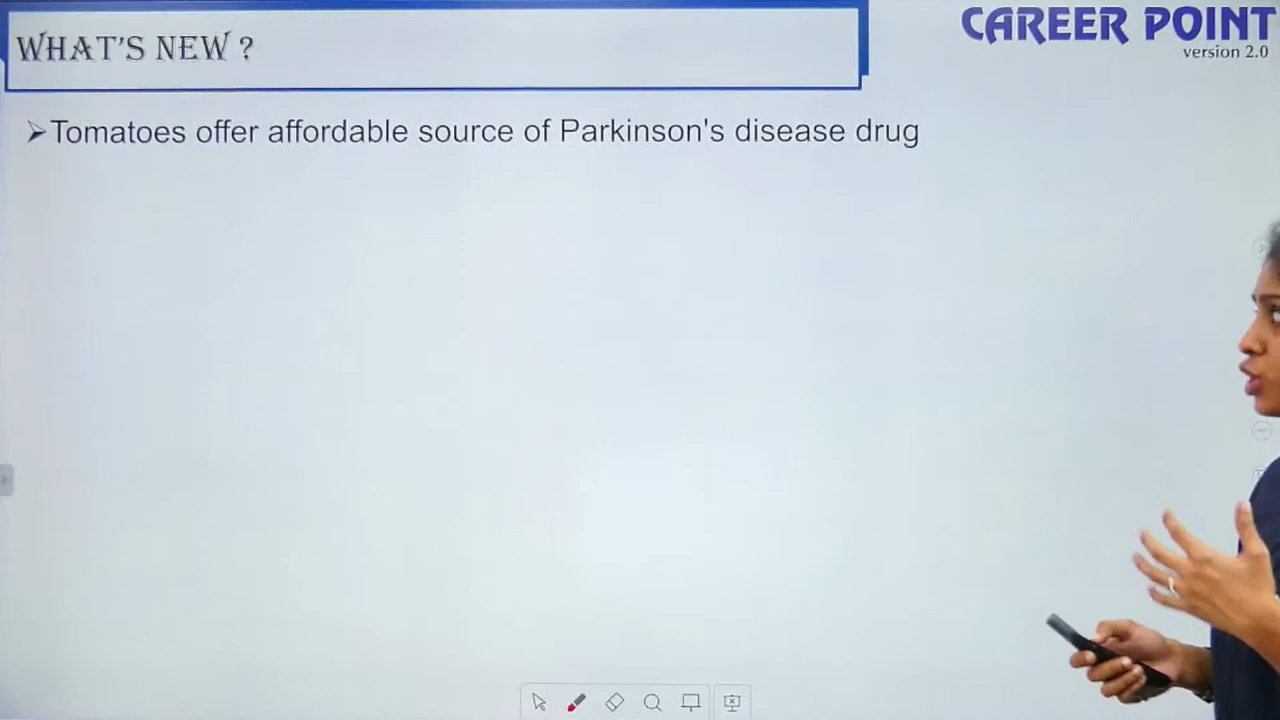 WHAT'S NEW ?
CAREER POINT
version 2.0
➢Tomatoes offer affordable source of Parkinson's disease drug